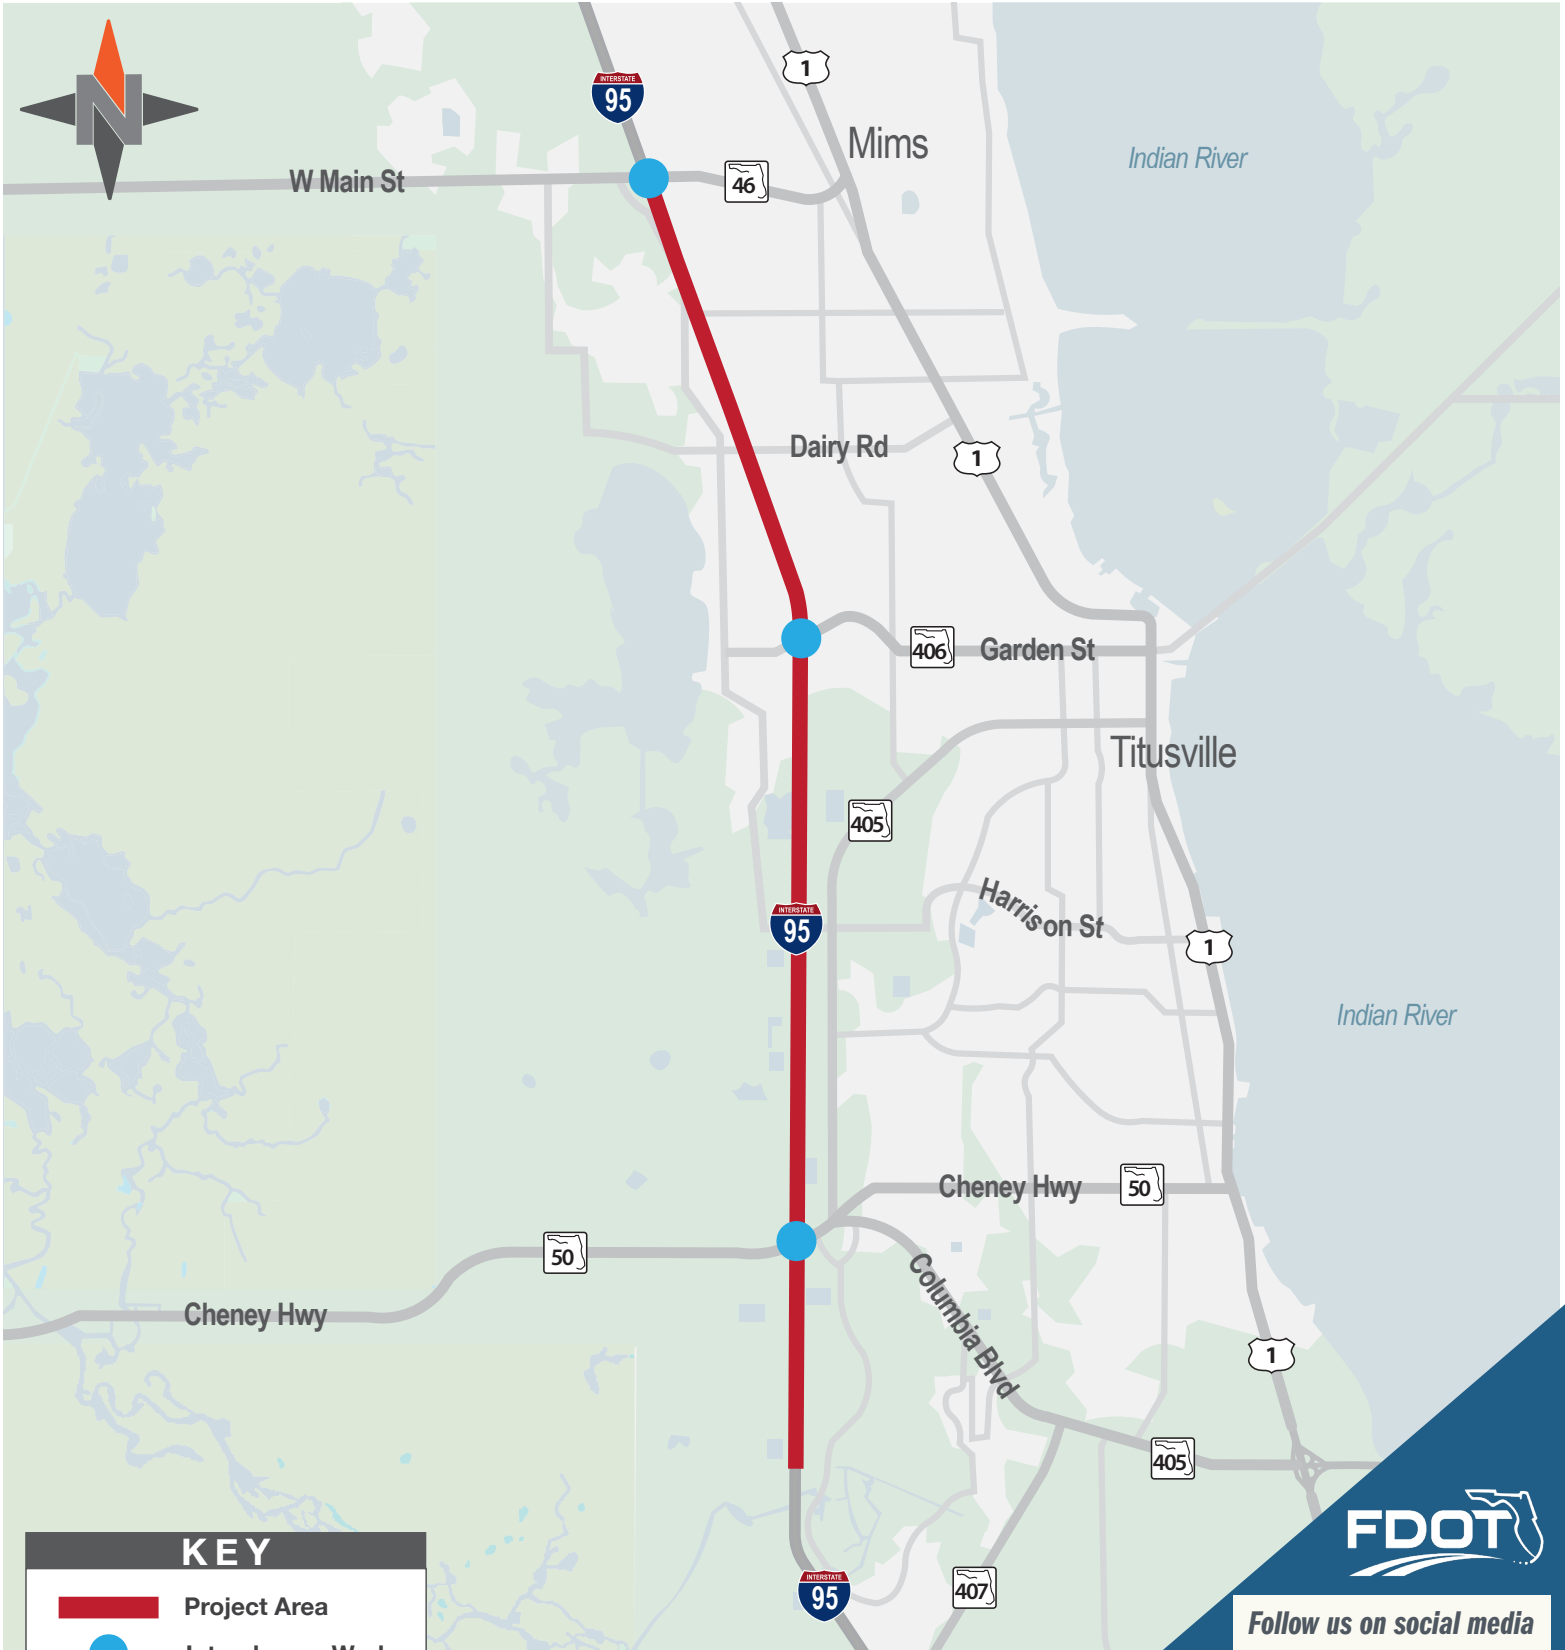 N
INTERSTATE
95
1
Mims
Indian River
W Main St
46
Dairy Rd
1
406
Garden St
Titusville
405
Harrison St
INTERSTATE
95
1
Indian River
Cheney Hwy
50
50
Cheney Hwy
Columbia Blvd
1
405
INTERSTATE
95
407
KEY
Project Area
FDOT
Follow us on social media